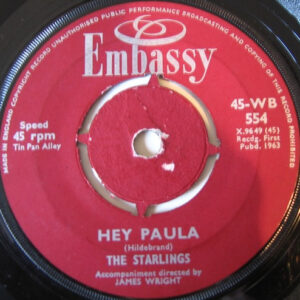 UNAUTHORISED PUBLIC PERFORMANCE BROADCASTING AND COPYING OF THIS RECORD PROHIBITED
MADE IN ENGLAND COPYRIGHT RECORD
Embassy
45-WB
554
Speed
45 rpm
Tin Pan Alley
X.9649 (45)
Recdg. First
Pubd. 1963
HEY PAULA
(Hildebrand)
THE STARLINGS
Accompaniment directed by
JAMES WRIGHT